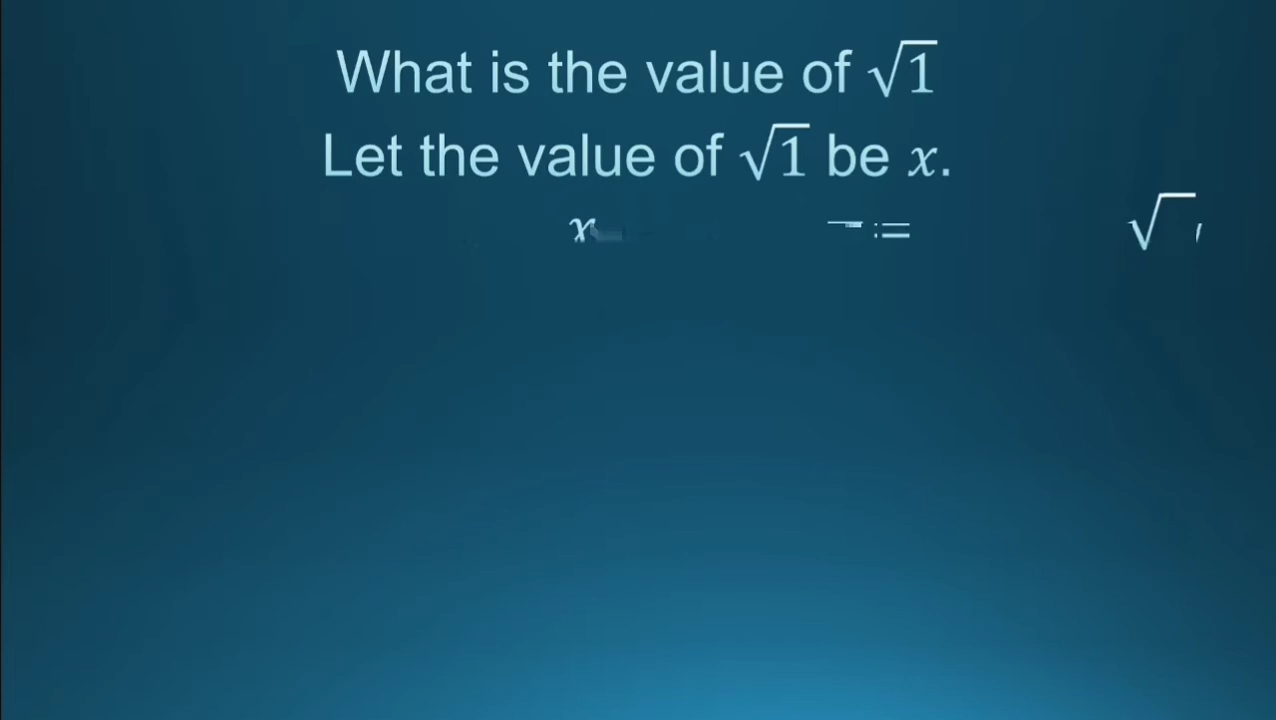 What is the value of √1
Let the value of √1 be x.
x = √